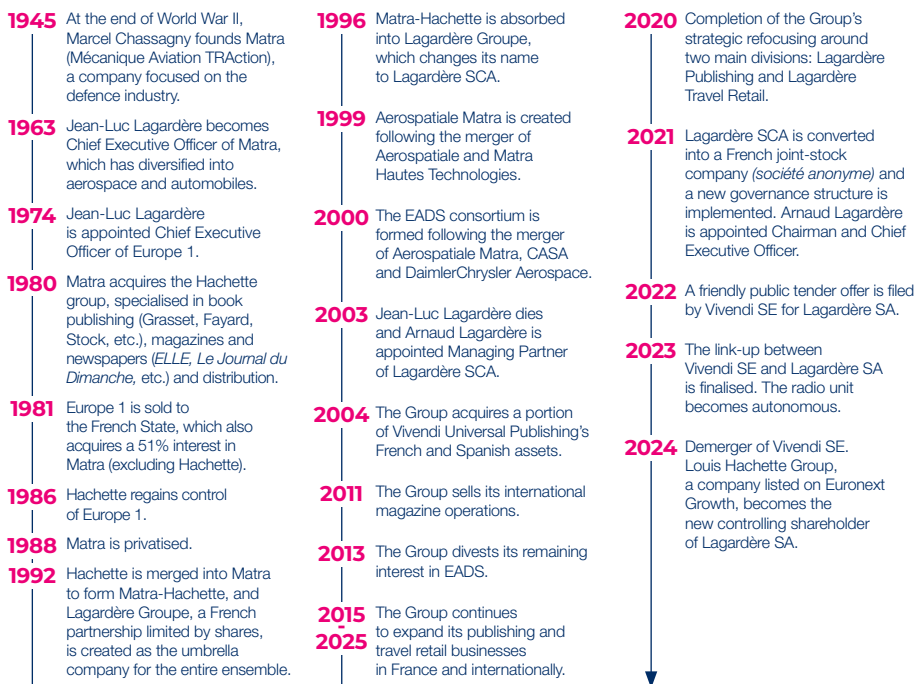 1945 At the end of World War II,
Marcel Chassagny founds Matra
(Mécanique Aviation TRAction),
a company focused on the
defence industry.
1963 Jean-Luc Lagardère becomes
Chief Executive Officer of Matra,
which has diversified into
aerospace and automobiles.
1974 Jean-Luc Lagardère
is appointed Chief Executive
Officer of Europe 1.
1980 Matra acquires the Hachette
group, specialised in book
publishing (Grasset, Fayard,
Stock, etc.), magazines and
newspapers (ELLE, Le Journal du
Dimanche, etc.) and distribution.
1981 Europe 1 is sold to
the French State, which also
acquires a 51% interest in
Matra (excluding Hachette).
1986 Hachette regains control
of Europe 1.
1988 Matra is privatised.
1992 Hachette is merged into Matra
to form Matra-Hachette, and
Lagardère Groupe, a French
partnership limited by shares,
is created as the umbrella
company for the entire ensemble.
1996 Matra-Hachette is absorbed
into Lagardère Groupe,
which changes its name
to Lagardère SCA.
1999 Aerospatiale Matra is created
following the merger of
Aerospatiale and Matra
Hautes Technologies.
2000 The EADS consortium is
formed following the merger
of Aerospatiale Matra, CASA
and DaimlerChrysler Aerospace.
2003 Jean-Luc Lagardère dies
and Arnaud Lagardère is
appointed Managing Partner
of Lagardère SCA.
2004 The Group acquires a portion
of Vivendi Universal Publishing's
French and Spanish assets.
2011 The Group sells its international
magazine operations.
2013 The Group divests its remaining
interest in EADS.
2015
-
2025
The Group continues
to expand its publishing and
travel retail businesses
in France and internationally.
2020 Completion of the Group's
strategic refocusing around
two main divisions: Lagardère
Publishing and Lagardère
Travel Retail.
2021 Lagardère SCA is converted
into a French joint-stock
company (société anonyme) and
a new governance structure is
implemented. Arnaud Lagardère
is appointed Chairman and Chief
Executive Officer.
2022 A friendly public tender offer is filed
by Vivendi SE for Lagardère SA.
2023 The link-up between
Vivendi SE and Lagardère SA
is finalised. The radio unit
becomes autonomous.
2024 Demerger of Vivendi SE.
Louis Hachette Group,
a company listed on Euronext
Growth, becomes the
new controlling shareholder
of Lagardère SA.